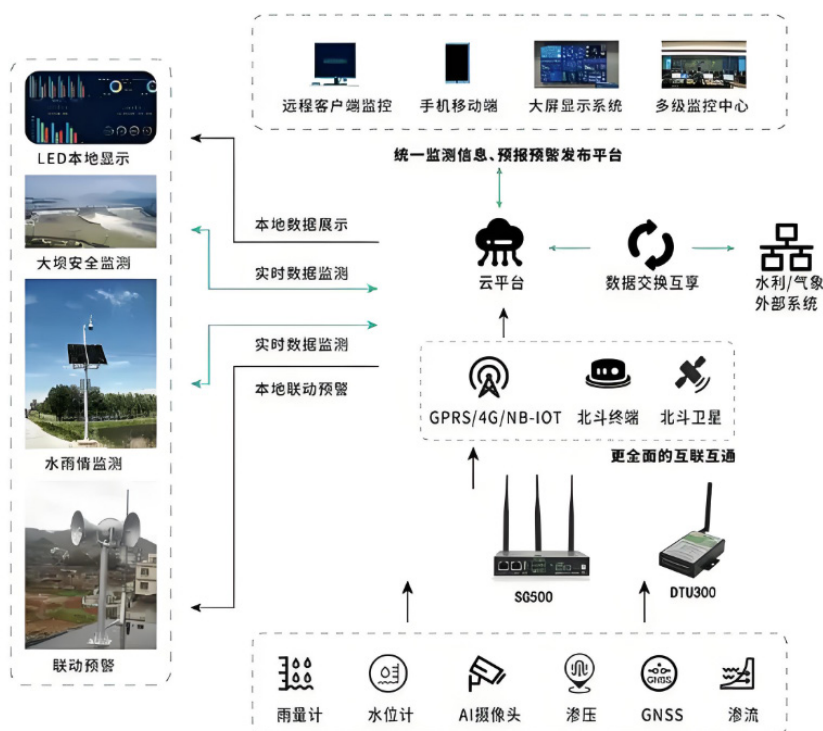 远程客户端监控
手机移动端
大屏显示系统
多级监控中心
统一监测信息、预报预警发布平台
LED本地显示
大坝安全监测
水雨情监测
联动预警
本地数据展示
实时数据监测
实时数据监测
本地联动预警
云平台
数据交换互享
水利/气象
外部系统
GPRS/4G/NB-IOT
北斗终端
北斗卫星
更全面的互联互通
SG500
DTU300
雨量计
水位计
AI摄像头
渗压
GNSS
GNSS
渗流